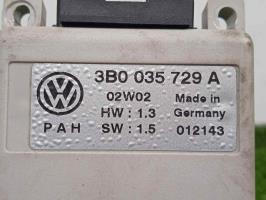 3B0 035 729 A
02W02 Made in
HW : 1.3 Germany
PAH SW : 1.5 012143